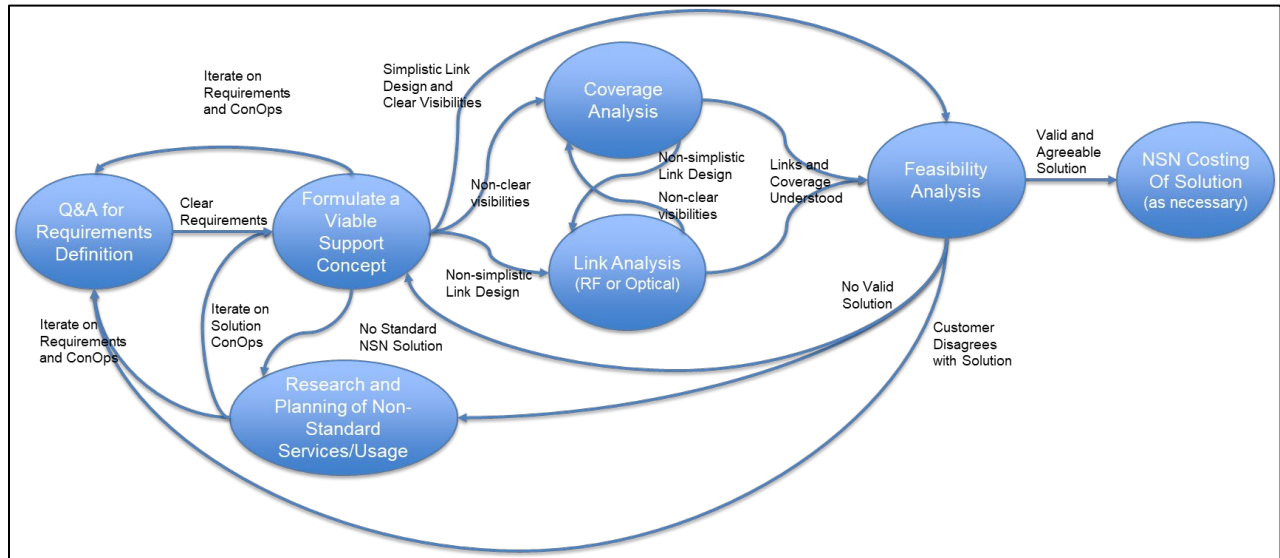 Iterate on
Requirements
and ConOps
Simplistic Link
Design and
Clear Visibilities
Coverage
Analysis
Non-simplistic
Link Design
Links and
Coverage
Understood
Non-clear
visibilities
Non-clear
visibilities
Feasibility
Analysis
Valid and
Agreeable
Solution
NSN Costing
Of Solution
(as necessary)
Q&A for
Requirements
Definition
Clear
Requirements
Formulate a
Viable
Support
Concept
Non-simplistic
Link Design
Link Analysis
(RF or Optical)
No Valid
Solution
Iterate on
Requirements
and ConOps
Iterate on
Solution
ConOps
No Standard
NSN Solution
Customer
Disagrees
with Solution
Research and
Planning of Non-
Standard
Services/Usage